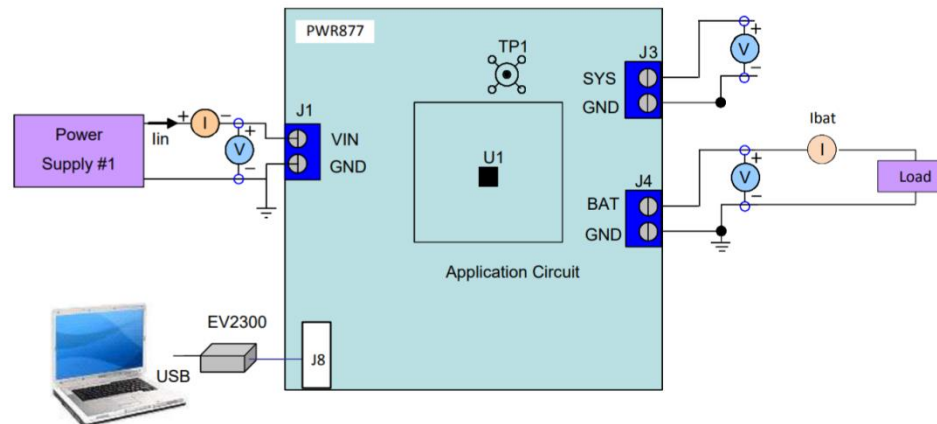 PWR877
TP1
J3
SYS
GND
+
V
−
J1
VIN
GND
Power
Supply #1
Iin
+
I
−
+
V
−
U1
J4
BAT
GND
+
V
−
Ibat
I
Load
Application Circuit
EV2300
USB
J8